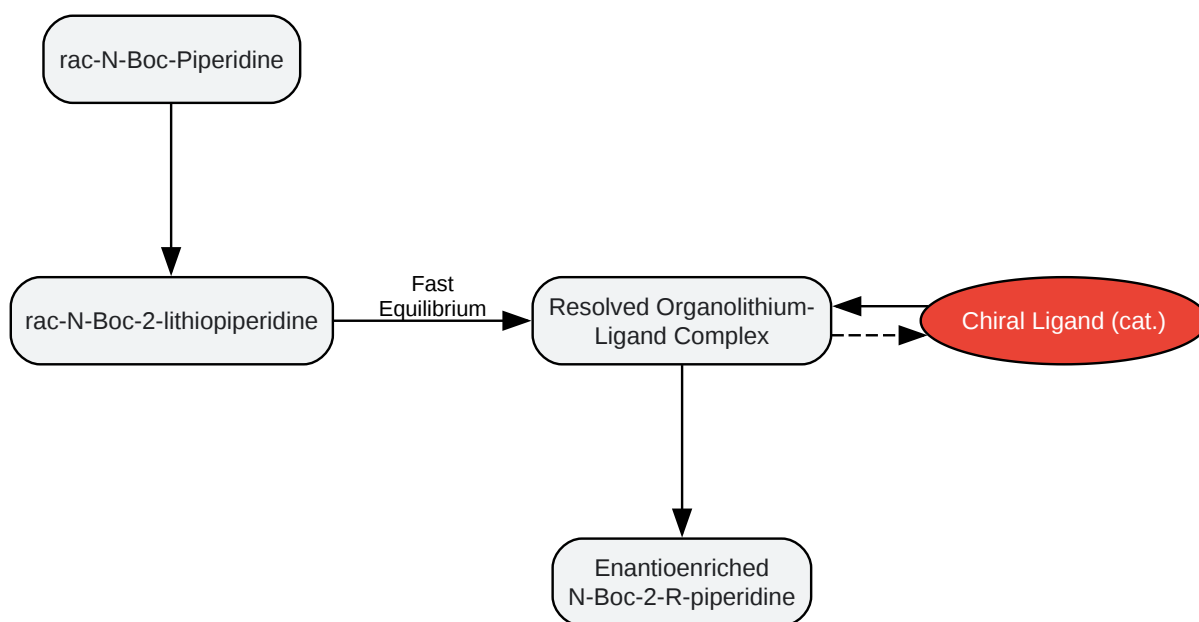 rac-N-Boc-Piperidine
rac-N-Boc-2-lithiopiperidine
Fast
Equilibrium
Resolved Organolithium-
Ligand Complex
Chiral Ligand (cat.)
Enantioenriched
N-Boc-2-R-piperidine